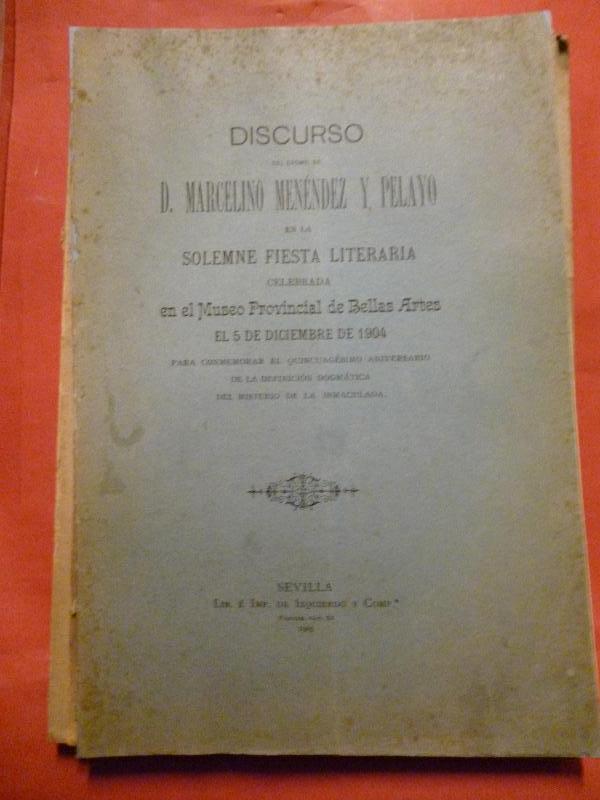 DISCURSO
DEL EXCMO. SR.
D. MARCELINO MENÉNDEZ Y PELAYO
EN LA
SOLEMNE FIESTA LITERARIA
CELEBRADA
en el Museo Provincial de Bellas Artes
EL 5 DE DICIEMBRE DE 1904
PARA CONMEMORAR EL QUINCUAGÉSIMO ANIVERSARIO
DE LA DEFINICIÓN DOGMÁTICA
DEL MISTERIO DE LA INMACULADA.
SEVILLA
LIB. É IMP. DE IZQUIERDO Y COMP.ª
1905